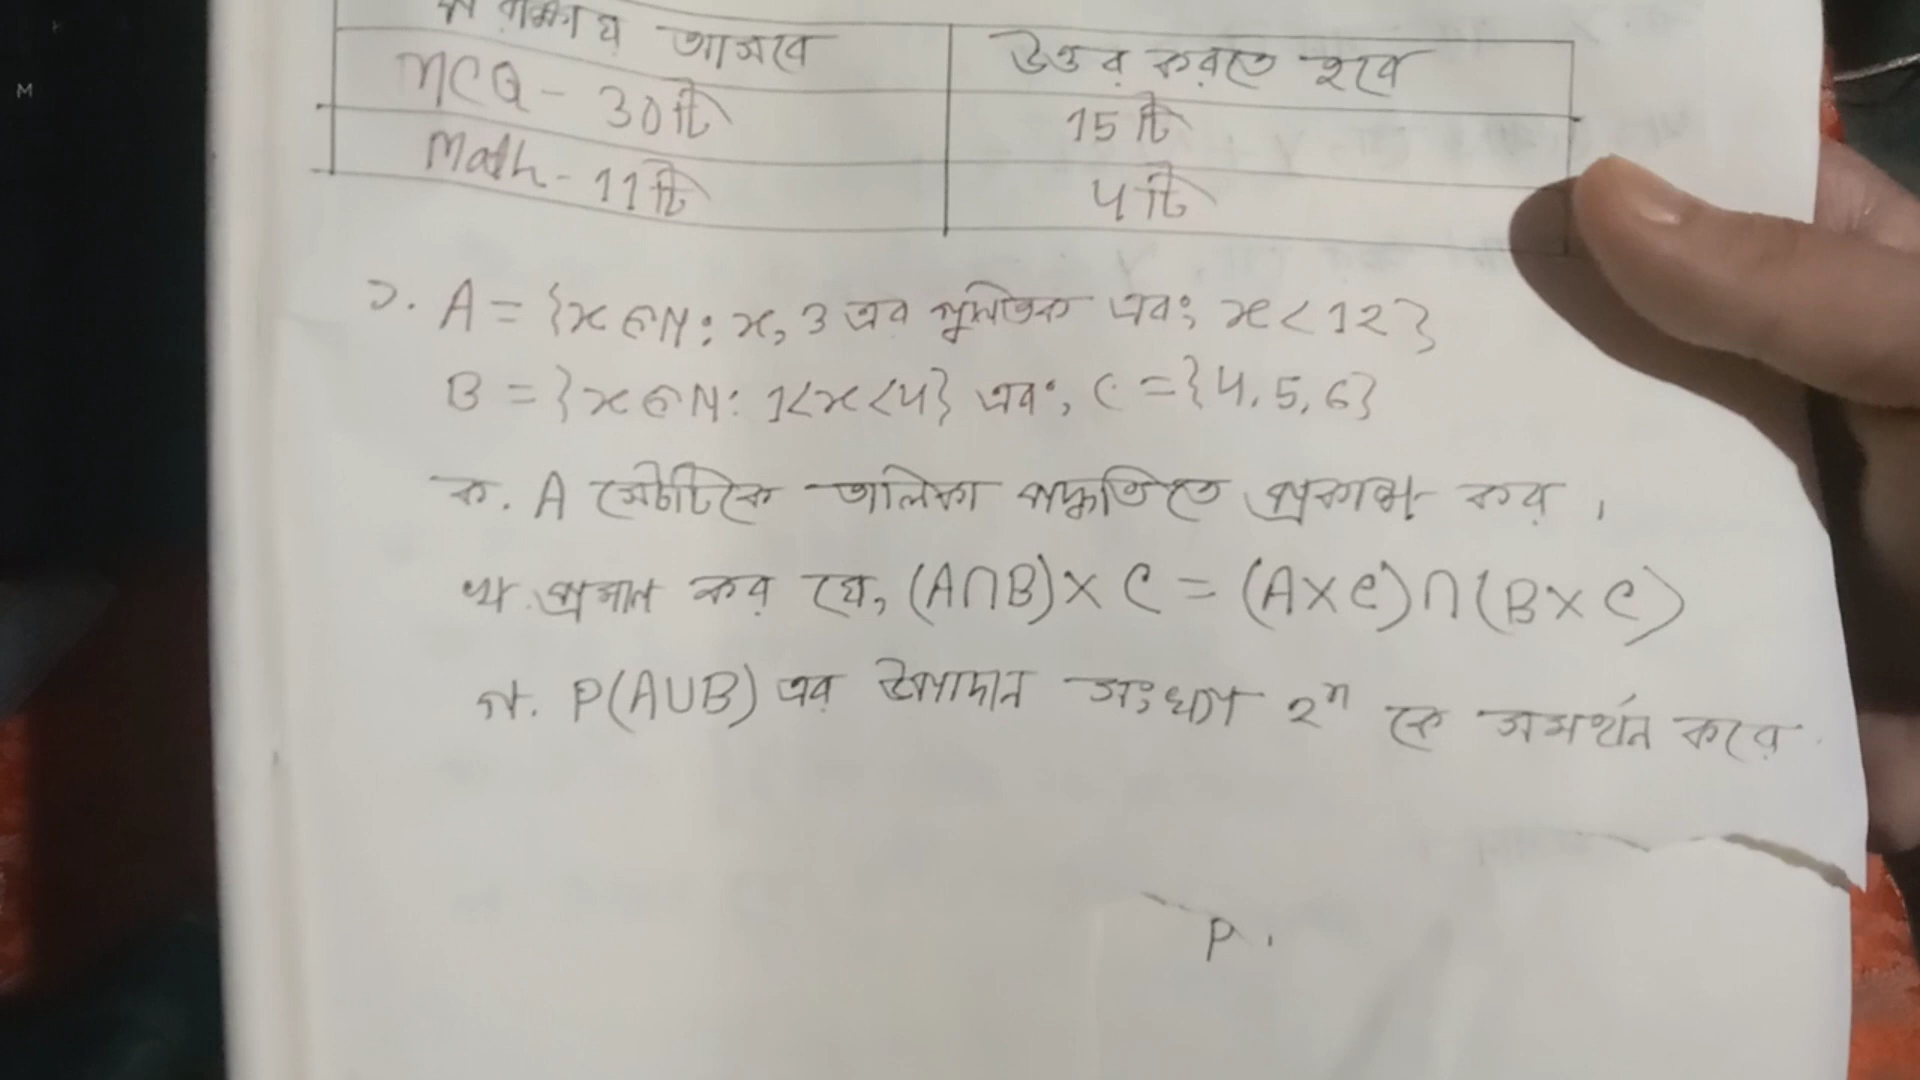 পরীক্ষায় আসবে | উত্তর করতে হবে
MCQ - 30টি | 15টি
Math - 11টি | 4টি
১. A = {x∈N : x, 3 এর গুণিতক এবং x < 12}
B = {x∈N : 1<x<4} এবং, C = {4, 5, 6}
ক. A সেটটিকে তালিকা পদ্ধতিতে প্রকাশ কর ।
খ. প্রমান কর যে, (A∩B) × C = (A×C)∩(B×C)
গ. P(A∪B) এর উপাদান সংখ্যা 2ⁿ কে সমর্থন করে
P.